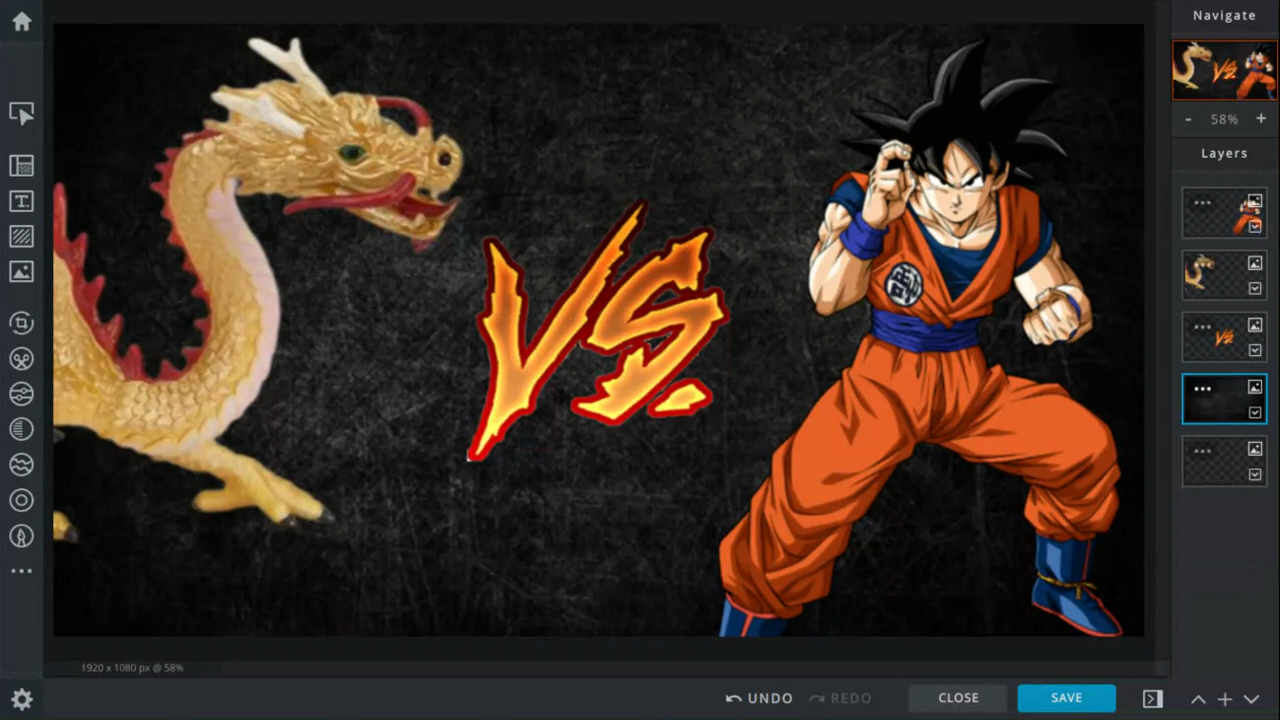 Navigate
- 58% +
Layers
VS.
1920 x 1080 px @ 58%
UNDO REDO CLOSE SAVE